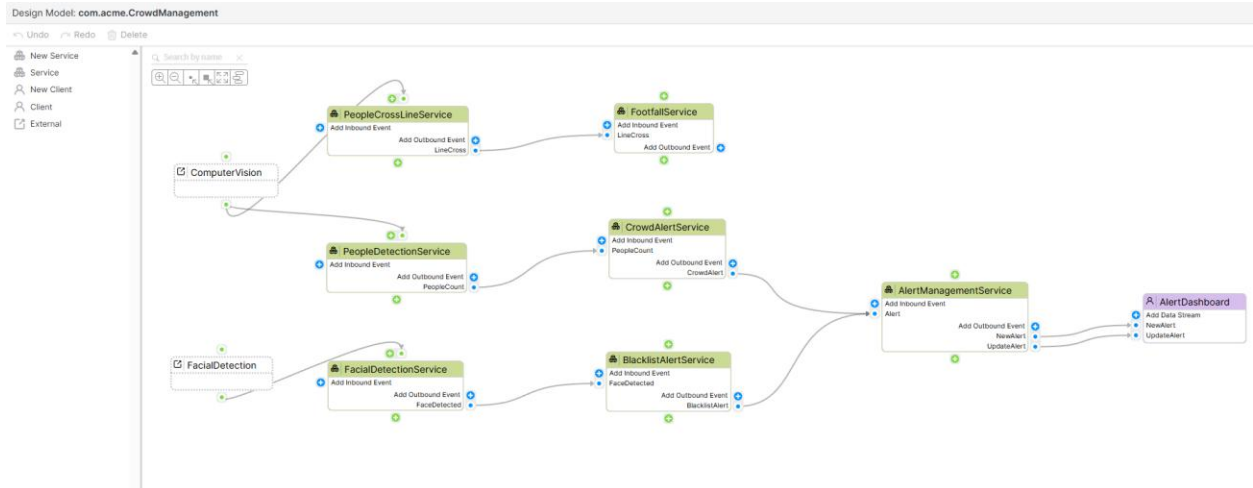 Design Model: com.acme.CrowdManagement
Undo Redo Delete
New Service
Service
New Client
Client
External
Search by name
PeopleCrossLineService
Add Inbound Event
Add Outbound Event
LineCross
FootfallService
Add Inbound Event
LineCross
Add Outbound Event
ComputerVision
PeopleDetectionService
Add Inbound Event
Add Outbound Event
PeopleCount
CrowdAlertService
Add Inbound Event
PeopleCount
Add Outbound Event
CrowdAlert
AlertManagementService
Add Inbound Event
Alert
Add Outbound Event
NewAlert
UpdateAlert
AlertDashboard
Add Data Stream
NewAlert
UpdateAlert
FacialDetection
FacialDetectionService
Add Inbound Event
Add Outbound Event
FaceDetected
BlacklistAlertService
Add Inbound Event
FaceDetected
Add Outbound Event
BlacklistAlert